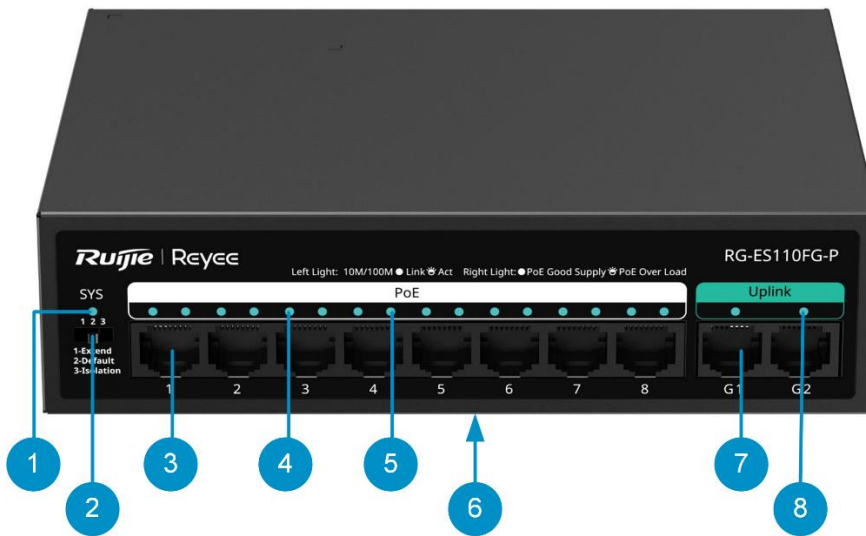 Ruijie | Reyee
RG-ES110FG-P
Left Light: 10M/100M ● Link Act Right Light: ● PoE Good Supply PoE Over Load
SYS
PoE
Uplink
1 2 3
1-Extend
2-Default
3-Isolation
1 2 3 4 5 6 7 8 G1 G2
1 3 4 5 7 8
2 6